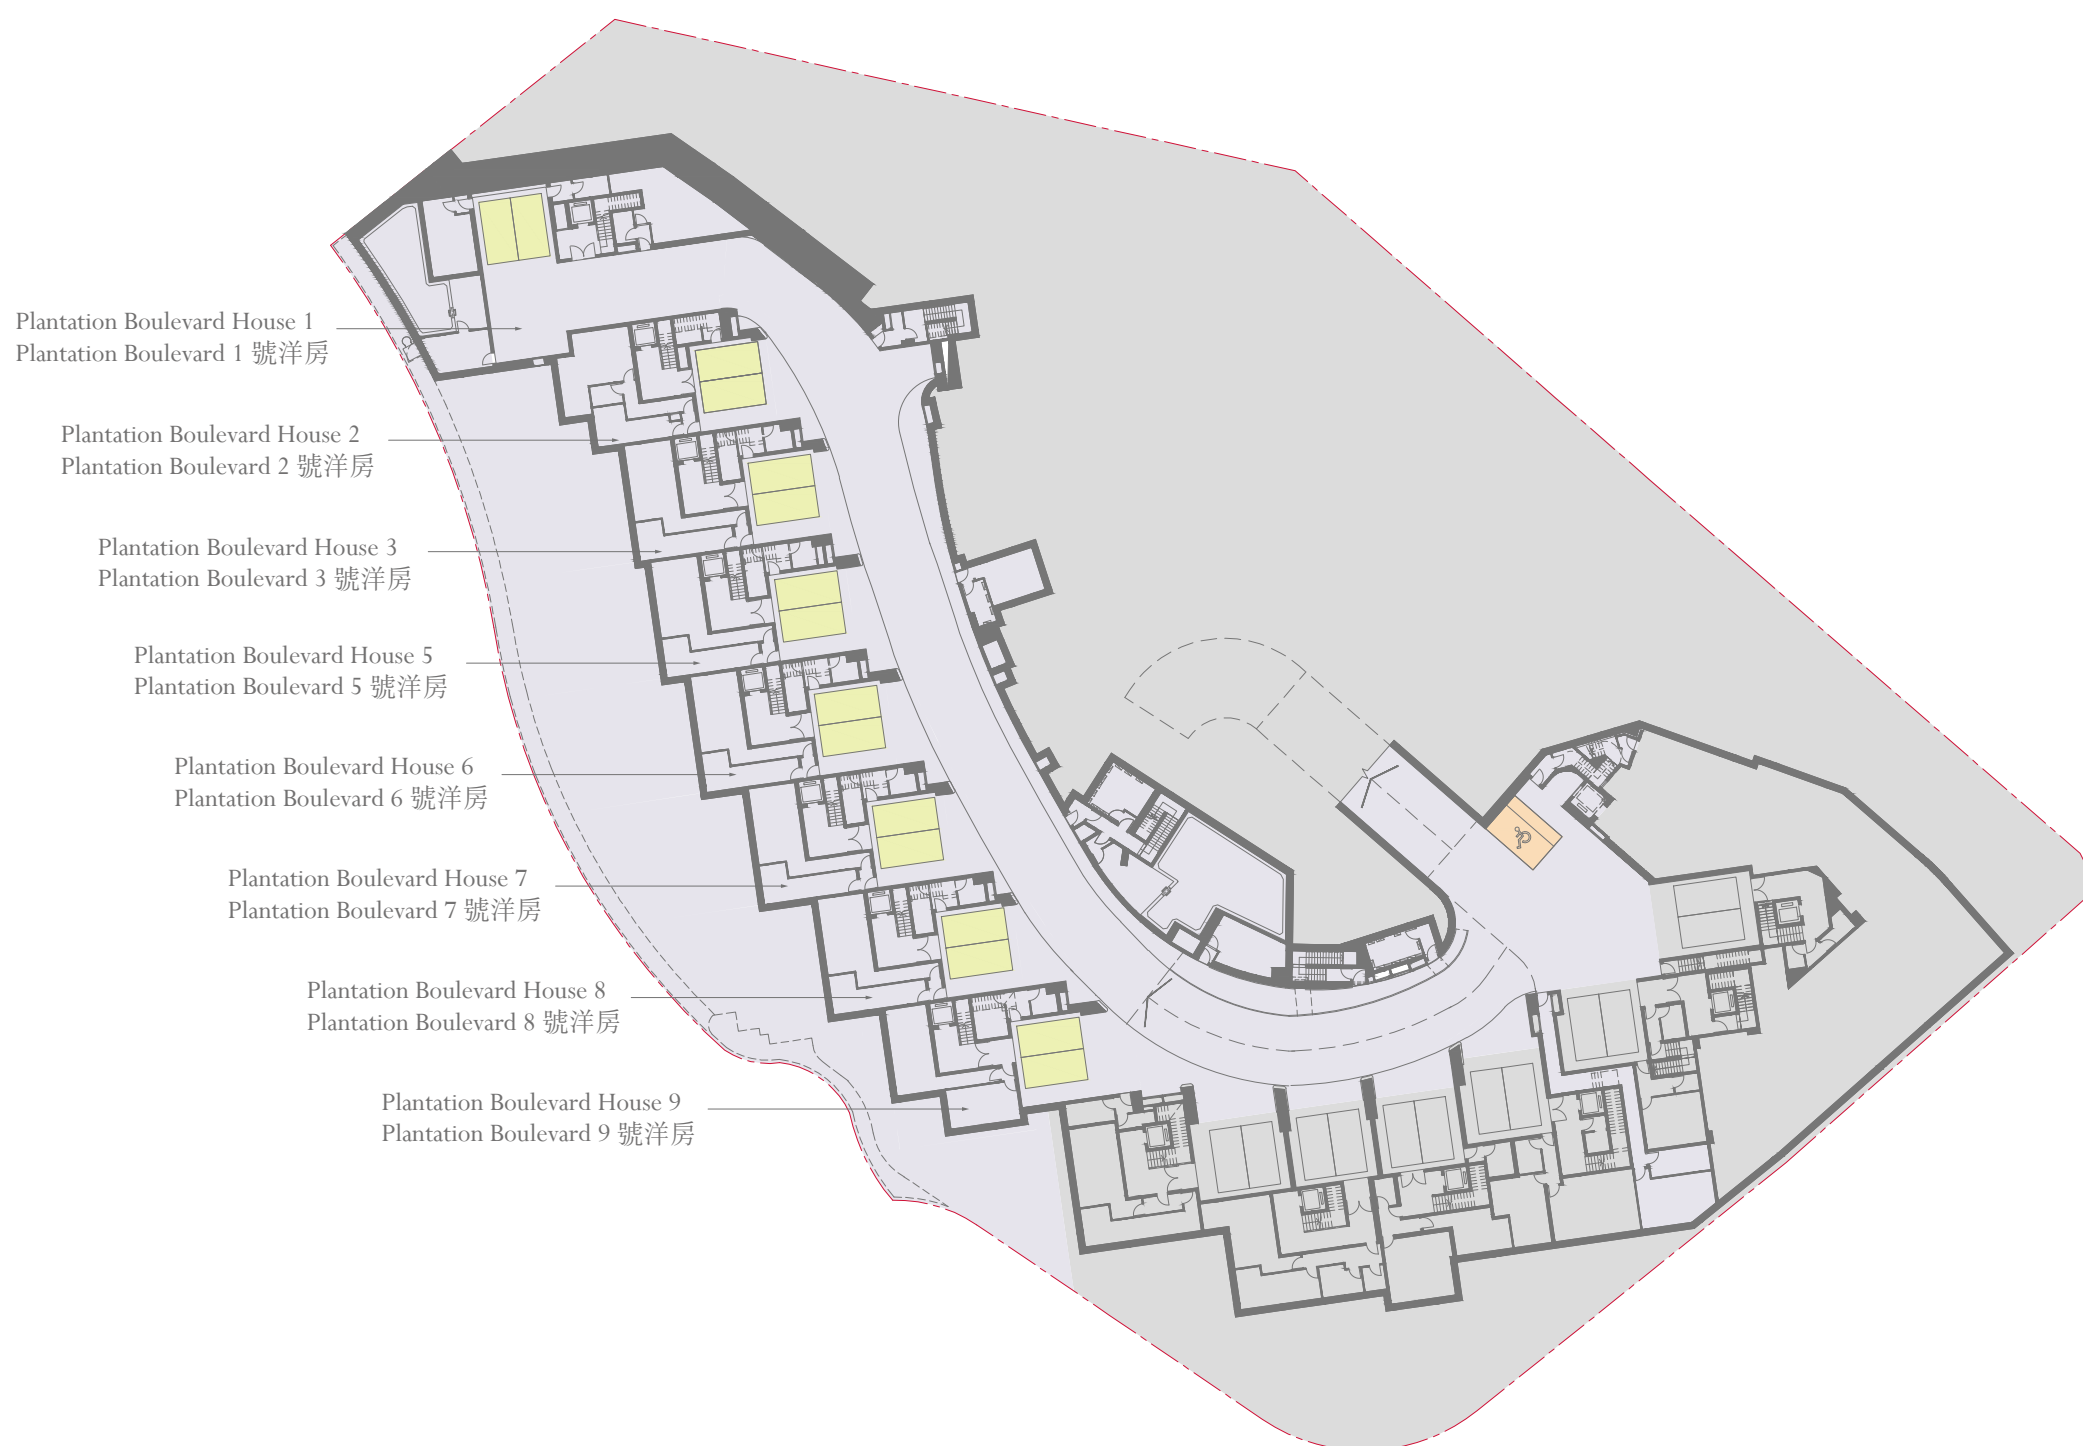 Plantation Boulevard House 1
Plantation Boulevard 1 號洋房
Plantation Boulevard House 2
Plantation Boulevard 2 號洋房
Plantation Boulevard House 3
Plantation Boulevard 3 號洋房
Plantation Boulevard House 5
Plantation Boulevard 5 號洋房
Plantation Boulevard House 6
Plantation Boulevard 6 號洋房
Plantation Boulevard House 7
Plantation Boulevard 7 號洋房
Plantation Boulevard House 8
Plantation Boulevard 8 號洋房
Plantation Boulevard House 9
Plantation Boulevard 9 號洋房